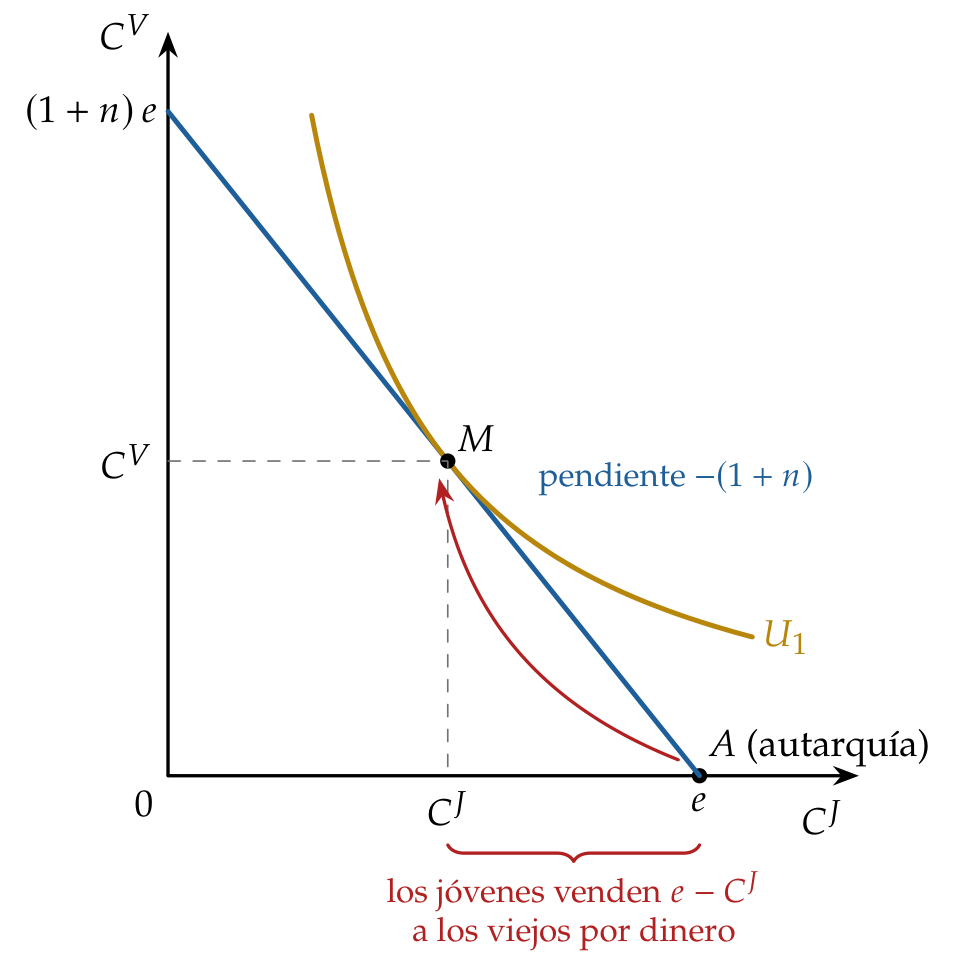 C^V
(1 + n) e
M
C^V
pendiente −(1 + n)
U_1
A (autarquía)
0
C^J
e
C^J
los jóvenes venden e − C^J
a los viejos por dinero